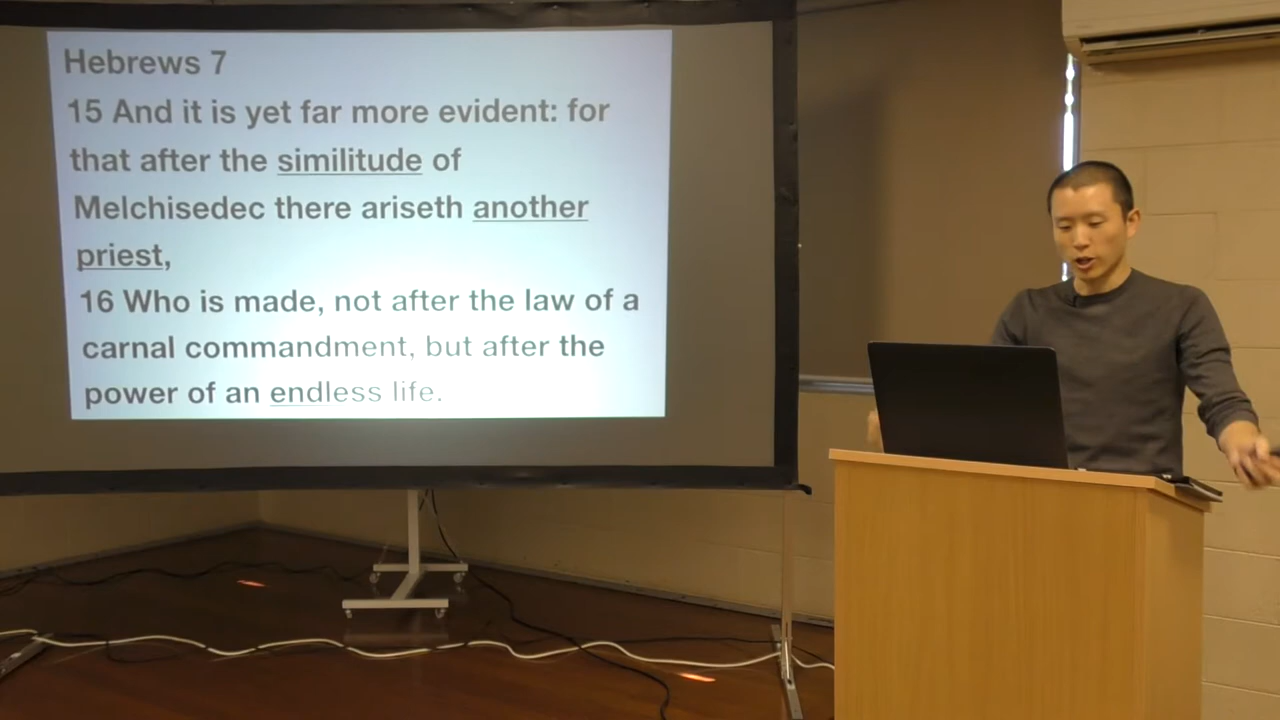 Hebrews 7
15 And it is yet far more evident: for
that after the similitude of
Melchisedec there ariseth another
priest,
16 Who is made, not after the law of a
carnal commandment, but after the
power of an endless life.